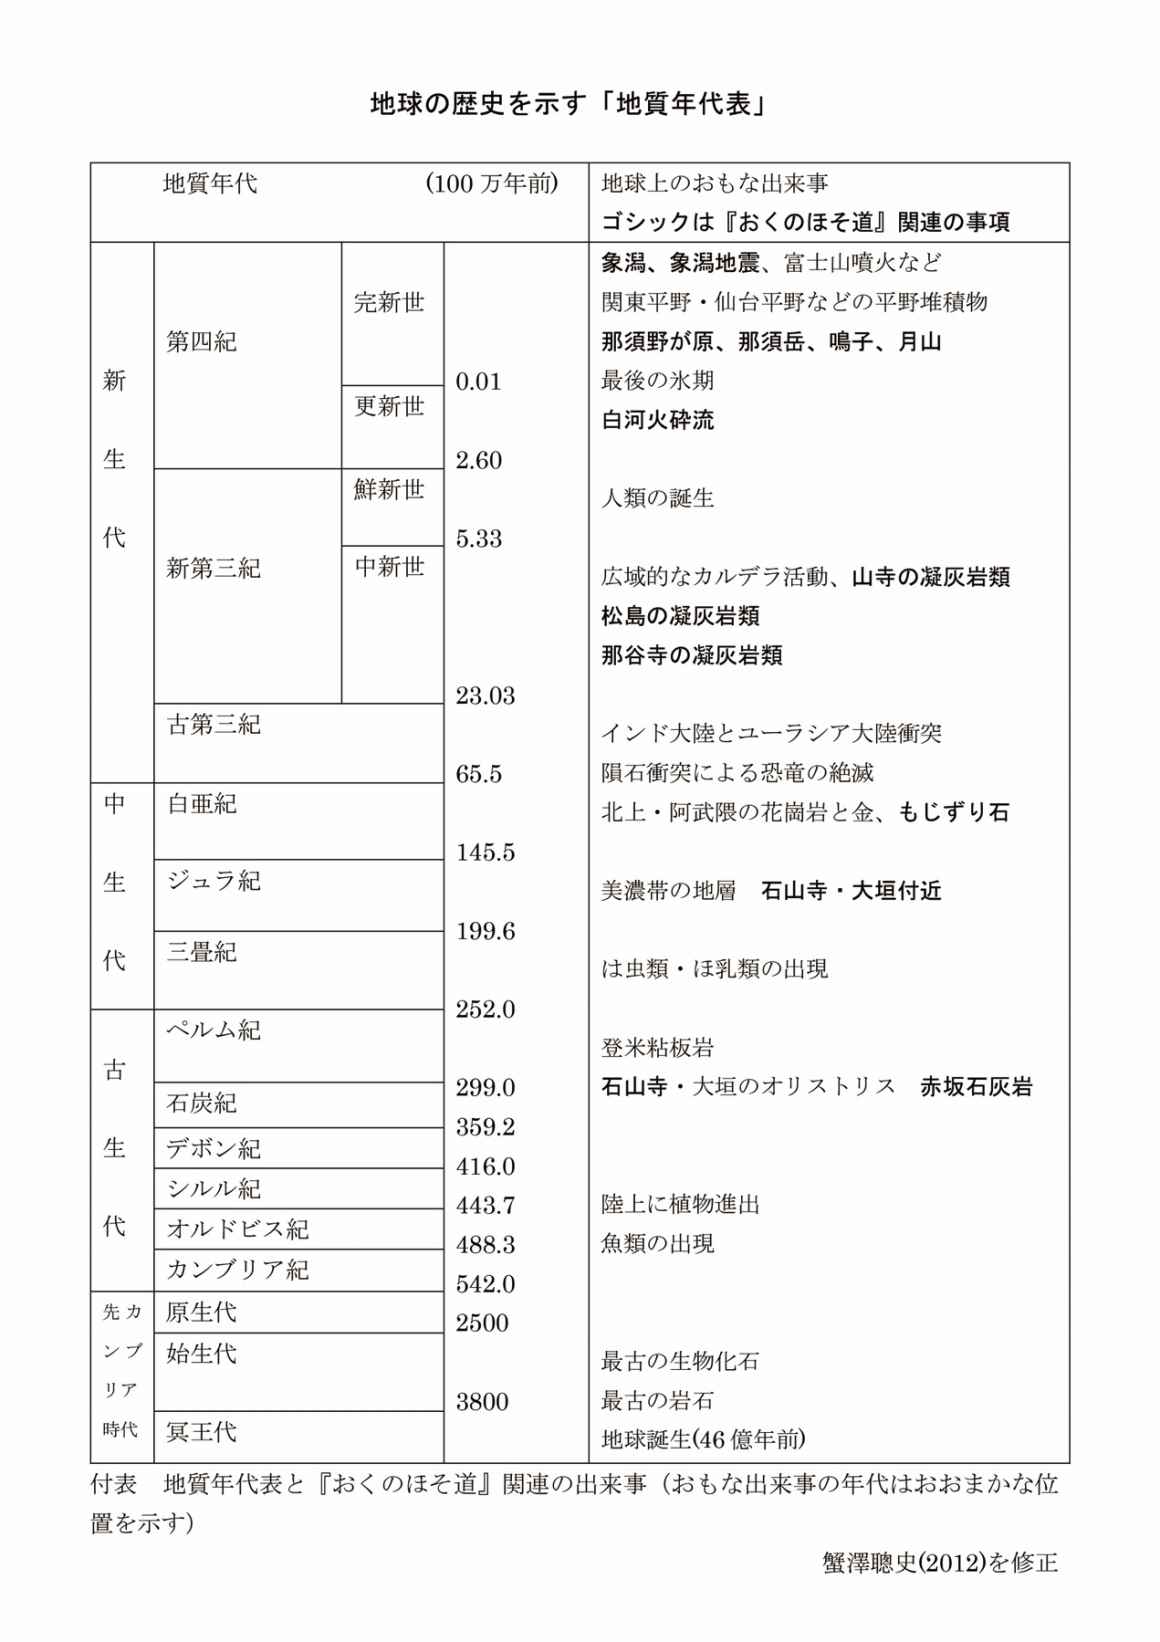 地球の歴史を示す「地質年代表」
地質年代 (100 万年前) 地球上のおもな出来事
ゴシックは『おくのほそ道』関連の事項
象潟、象潟地震、富士山噴火など
完新世 関東平野・仙台平野などの平野堆積物
第四紀 那須野が原、那須岳、鳴子、月山
新 0.01 最後の氷期
更新世 白河火砕流
生 2.60
鮮新世 人類の誕生
代 5.33
新第三紀 中新世 広域的なカルデラ活動、山寺の凝灰岩類
松島の凝灰岩類
那谷寺の凝灰岩類
23.03
古第三紀 インド大陸とユーラシア大陸衝突
65.5 隕石衝突による恐竜の絶滅
中 白亜紀 北上・阿武隈の花崗岩と金、もじずり石
145.5
生 ジュラ紀 美濃帯の地層 石山寺・大垣付近
199.6
代 三畳紀 は虫類・ほ乳類の出現
252.0
ペルム紀 登米粘板岩
古
299.0 石山寺・大垣のオリストリス 赤坂石灰岩
石炭紀
359.2
生 デボン紀
416.0
シルル紀
443.7 陸上に植物進出
代 オルドビス紀
488.3 魚類の出現
カンブリア紀
542.0
先カ 原生代
2500
ンブ 始生代 最古の生物化石
リア 3800 最古の岩石
時代 冥王代 地球誕生(46 億年前)
付表 地質年代表と『おくのほそ道』関連の出来事（おもな出来事の年代はおおまかな位
置を示す）
蟹澤聰史(2012)を修正